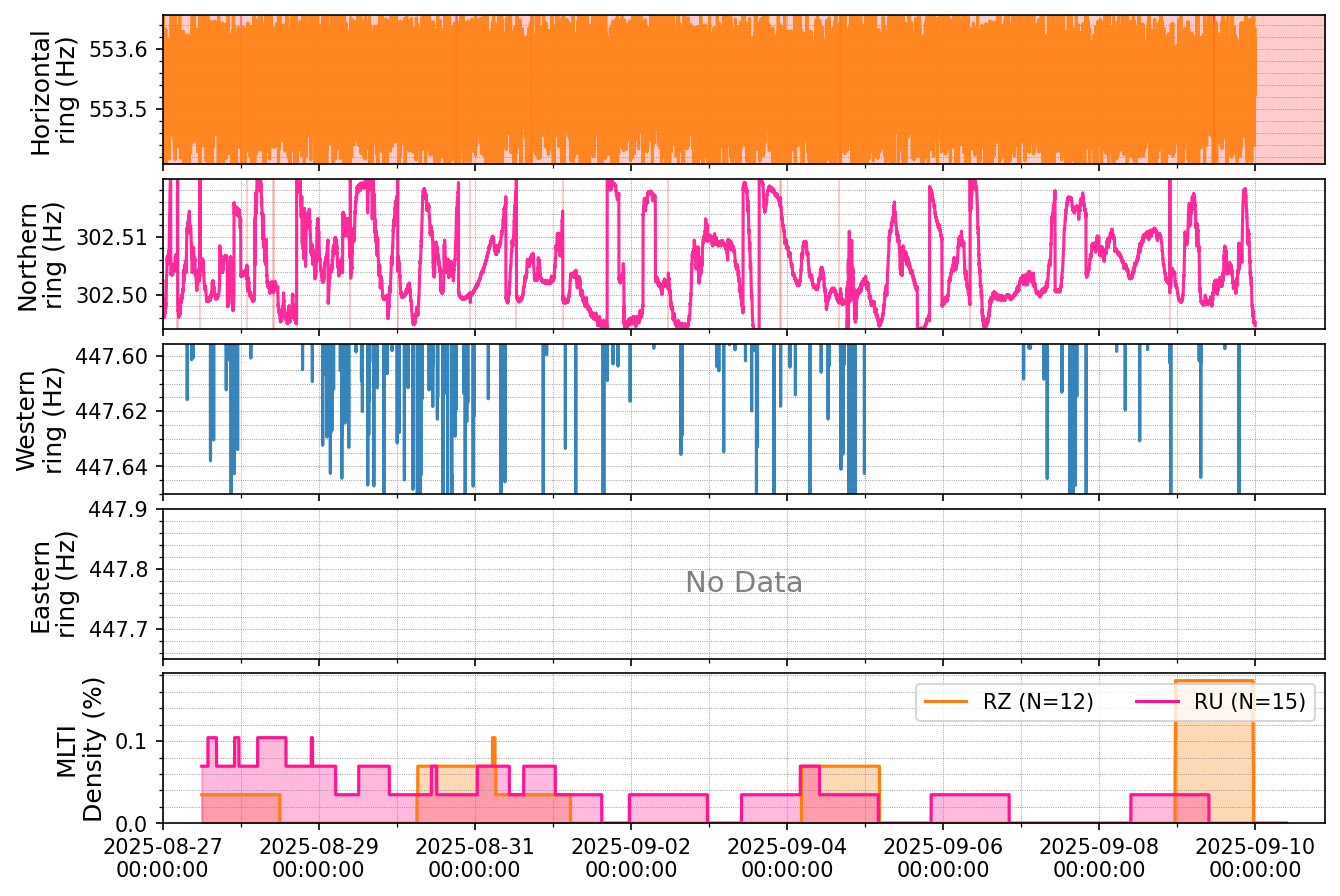 Horizontal
ring (Hz)
553.6
553.5
Northern
ring (Hz)
302.51
302.50
Western
ring (Hz)
447.60
447.62
447.64
Eastern
ring (Hz)
447.9
447.8
447.7
No Data
MLTI
Density (%)
0.1
0.0
RZ (N=12)
RU (N=15)
2025-08-27
00:00:00
2025-08-29
00:00:00
2025-08-31
00:00:00
2025-09-02
00:00:00
2025-09-04
00:00:00
2025-09-06
00:00:00
2025-09-08
00:00:00
2025-09-10
00:00:00